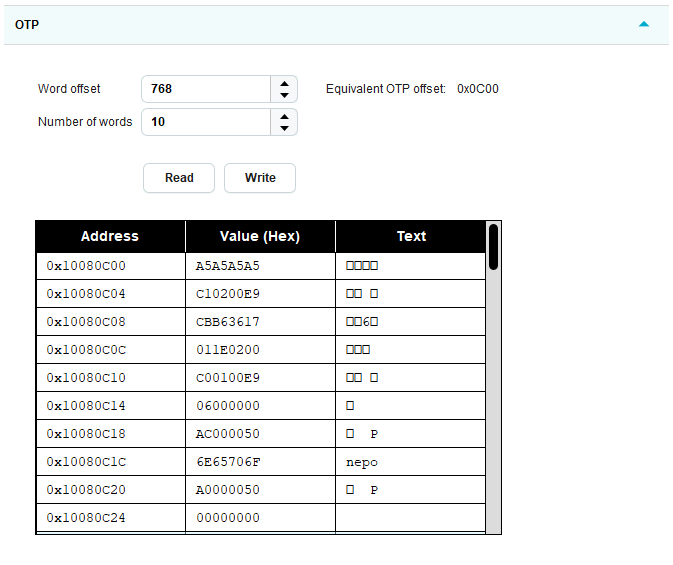 OTP
Word offset 768 Equivalent OTP offset: 0x0C00
Number of words 10
Read Write
Address Value (Hex) Text
0x10080C00 A5A5A5A5 □□□□
0x10080C04 C10200E9 □□ □
0x10080C08 CBB63617 □□6□
0x10080C0C 011E0200 □□□
0x10080C10 C00100E9 □□ □
0x10080C14 06000000 □
0x10080C18 AC000050 □  P
0x10080C1C 6E65706F nepo
0x10080C20 A0000050 □  P
0x10080C24 00000000